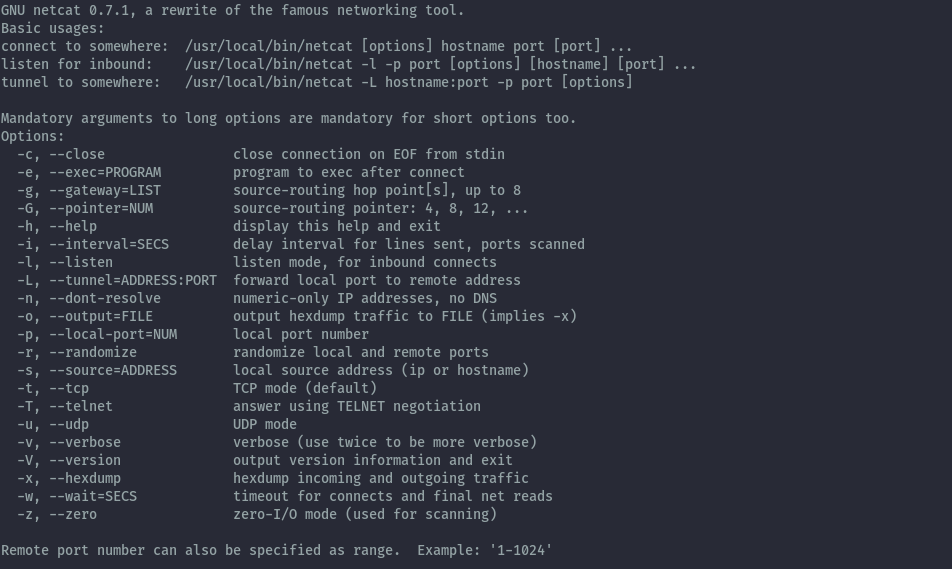 GNU netcat 0.7.1, a rewrite of the famous networking tool.
Basic usages:
connect to somewhere:  /usr/local/bin/netcat [options] hostname port [port] ...
listen for inbound:    /usr/local/bin/netcat -l -p port [options] [hostname] [port] ...
tunnel to somewhere:   /usr/local/bin/netcat -L hostname:port -p port [options]

Mandatory arguments to long options are mandatory for short options too.
Options:
  -c, --close                close connection on EOF from stdin
  -e, --exec=PROGRAM         program to exec after connect
  -g, --gateway=LIST         source-routing hop point[s], up to 8
  -G, --pointer=NUM          source-routing pointer: 4, 8, 12, ...
  -h, --help                 display this help and exit
  -i, --interval=SECS        delay interval for lines sent, ports scanned
  -l, --listen               listen mode, for inbound connects
  -L, --tunnel=ADDRESS:PORT  forward local port to remote address
  -n, --dont-resolve         numeric-only IP addresses, no DNS
  -o, --output=FILE          output hexdump traffic to FILE (implies -x)
  -p, --local-port=NUM       local port number
  -r, --randomize            randomize local and remote ports
  -s, --source=ADDRESS       local source address (ip or hostname)
  -t, --tcp                  TCP mode (default)
  -T, --telnet               answer using TELNET negotiation
  -u, --udp                  UDP mode
  -v, --verbose              verbose (use twice to be more verbose)
  -V, --version              output version information and exit
  -x, --hexdump              hexdump incoming and outgoing traffic
  -w, --wait=SECS            timeout for connects and final net reads
  -z, --zero                 zero-I/O mode (used for scanning)

Remote port number can also be specified as range.  Example: '1-1024'